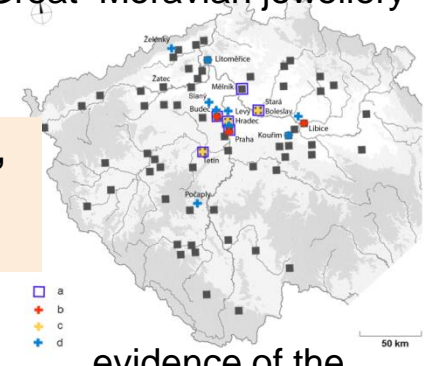 Great Moravian jewellery
Želénky
Litoměřice
Žatec
Mělník
Slaný
Stará
Boleslav
Budeč
Levý
Hradec
Libice
Kouřim
Praha
Tetín
Počaply
,
a
b
c
d
50 km
evidence of the